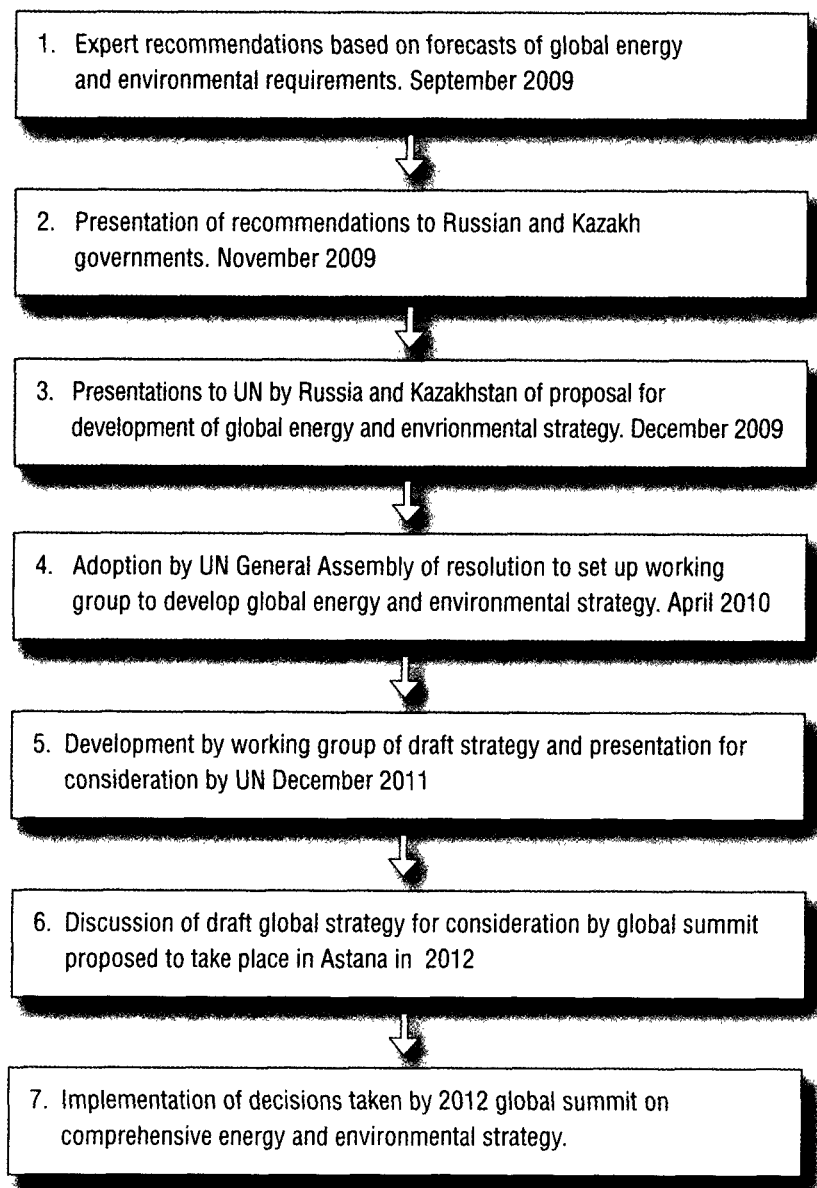 1. Expert recommendations based on forecasts of global energy
and environmental requirements. September 2009
2. Presentation of recommendations to Russian and Kazakh
governments. November 2009
3. Presentations to UN by Russia and Kazakhstan of proposal for
development of global energy and envrionmental strategy. December 2009
4. Adoption by UN General Assembly of resolution to set up working
group to develop global energy and environmental strategy. April 2010
5. Development by working group of draft strategy and presentation for
consideration by UN December 2011
6. Discussion of draft global strategy for consideration by global summit
proposed to take place in Astana in 2012
7. Implementation of decisions taken by 2012 global summit on
comprehensive energy and environmental strategy.